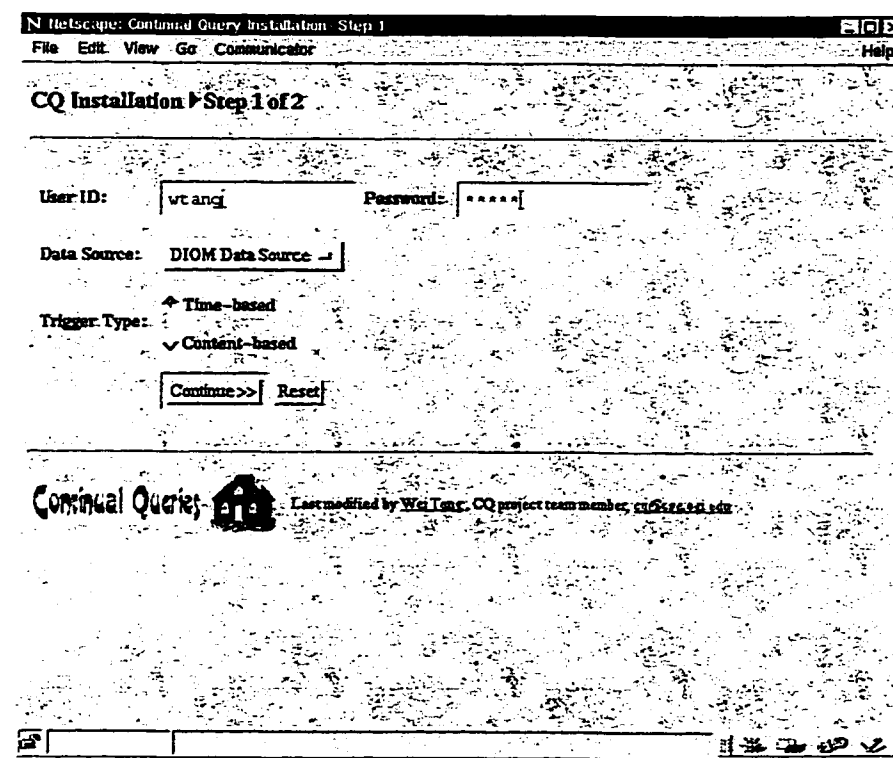 Netscape: Continual Query Installation Step 1
File Edit View Go Communicator Help
CQ Installation ▶ Step 1 of 2
User ID: wtang Password: *****
Data Source: DIOM Data Source
Trigger Type: Time-based
Content-based
Continue>> Reset
Continual Queries Last modified by Wei Tang, CQ project team member,